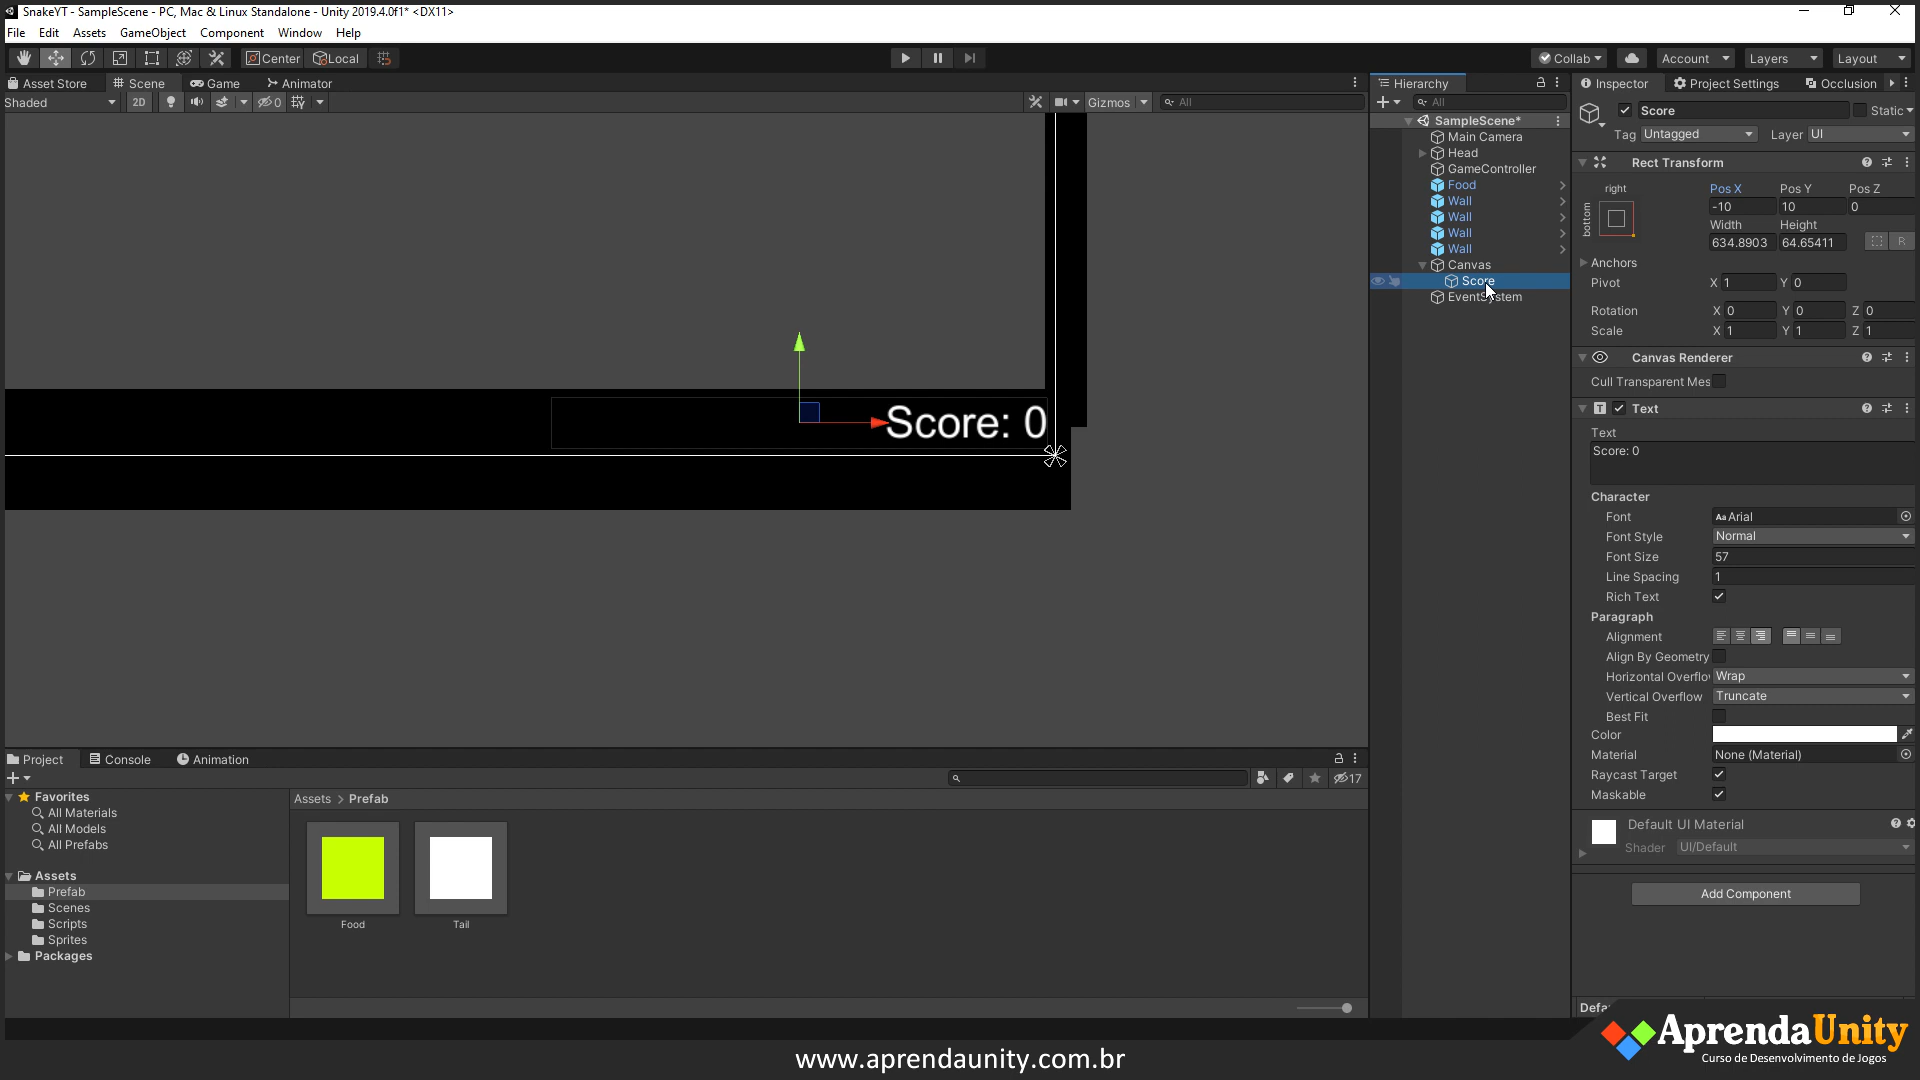 SnakeYT - SampleScene - PC, Mac & Linux Standalone - Unity 2019.4.0f1* <DX11>
File Edit Assets GameObject Component Window Help
Center Local Collab Account Layers Layout
Asset Store Scene Game Animator
Shaded 2D 0 Gizmos All
Score: 0
Hierarchy
All
SampleScene*
Main Camera
Head
GameController
Food
Wall
Wall
Wall
Wall
Canvas
Score
EventSystem
Inspector Project Settings Occlusion
Score Static
Tag Untagged Layer UI
Rect Transform
right Pos X Pos Y Pos Z
bottom -10 10 0
Width Height
634.8903 64.65411 R
Anchors
Pivot X 1 Y 0
Rotation X 0 Y 0 Z 0
Scale X 1 Y 1 Z 1
Canvas Renderer
Cull Transparent Mes
Text
Text
Score: 0
Character
Font Aa Arial
Font Style Normal
Font Size 57
Line Spacing 1
Rich Text
Paragraph
Alignment
Align By Geometry
Horizontal Overflo Wrap
Vertical Overflow Truncate
Best Fit
Color
Material None (Material)
Raycast Target
Maskable
Default UI Material
Shader UI/Default
Add Component
Defa
Project Console Animation
17
Favorites
All Materials
All Models
All Prefabs
Assets
Prefab
Scenes
Scripts
Sprites
Packages
Assets > Prefab
Food Tail
AprendaUnity
Curso de Desenvolvimento de Jogos
www.aprendaunity.com.br